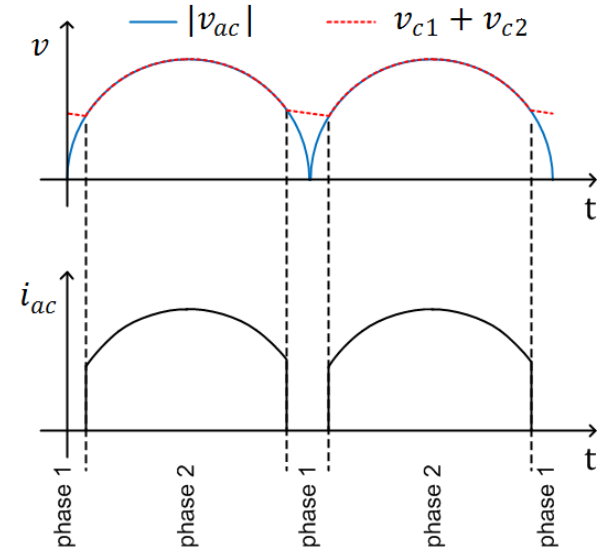 |v_ac| v_c1 + v_c2
v
t
i_ac
t
phase 1
phase 2
phase 1
phase 2
phase 1